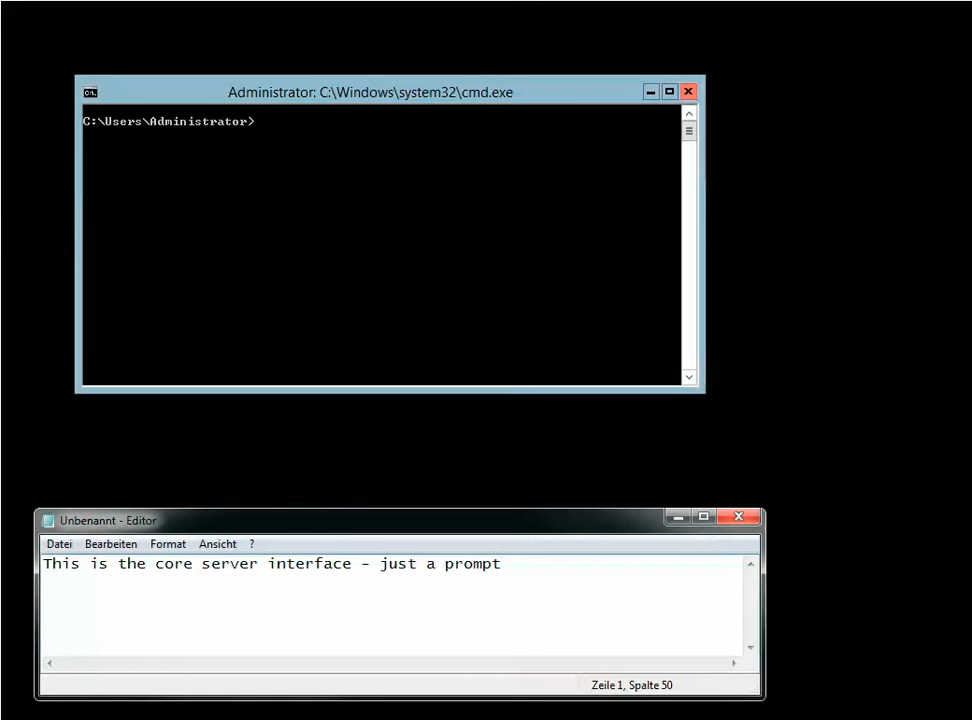 Administrator: C:\Windows\system32\cmd.exe
C:\Users\Administrator>
Unbenannt - Editor
Datei Bearbeiten Format Ansicht ?
This is the core server interface - just a prompt
Zeile 1, Spalte 50